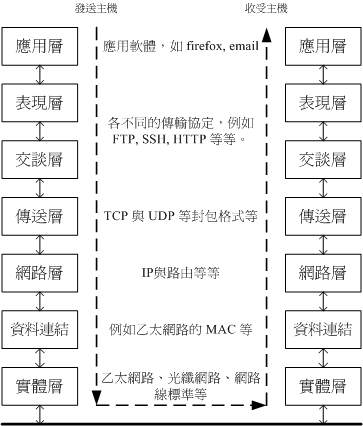 發送主機
收受主機
應用層
應用軟體，如 firefox, email
應用層
表現層
各不同的傳輸協定，例如
FTP, SSH, HTTP 等等。
表現層
交談層
交談層
傳送層
TCP 與 UDP 等封包格式等
傳送層
網路層
IP與路由等等
網路層
資料連結
例如乙太網路的 MAC 等
資料連結
實體層
乙太網路、光纖網路、網路
線標準等
實體層